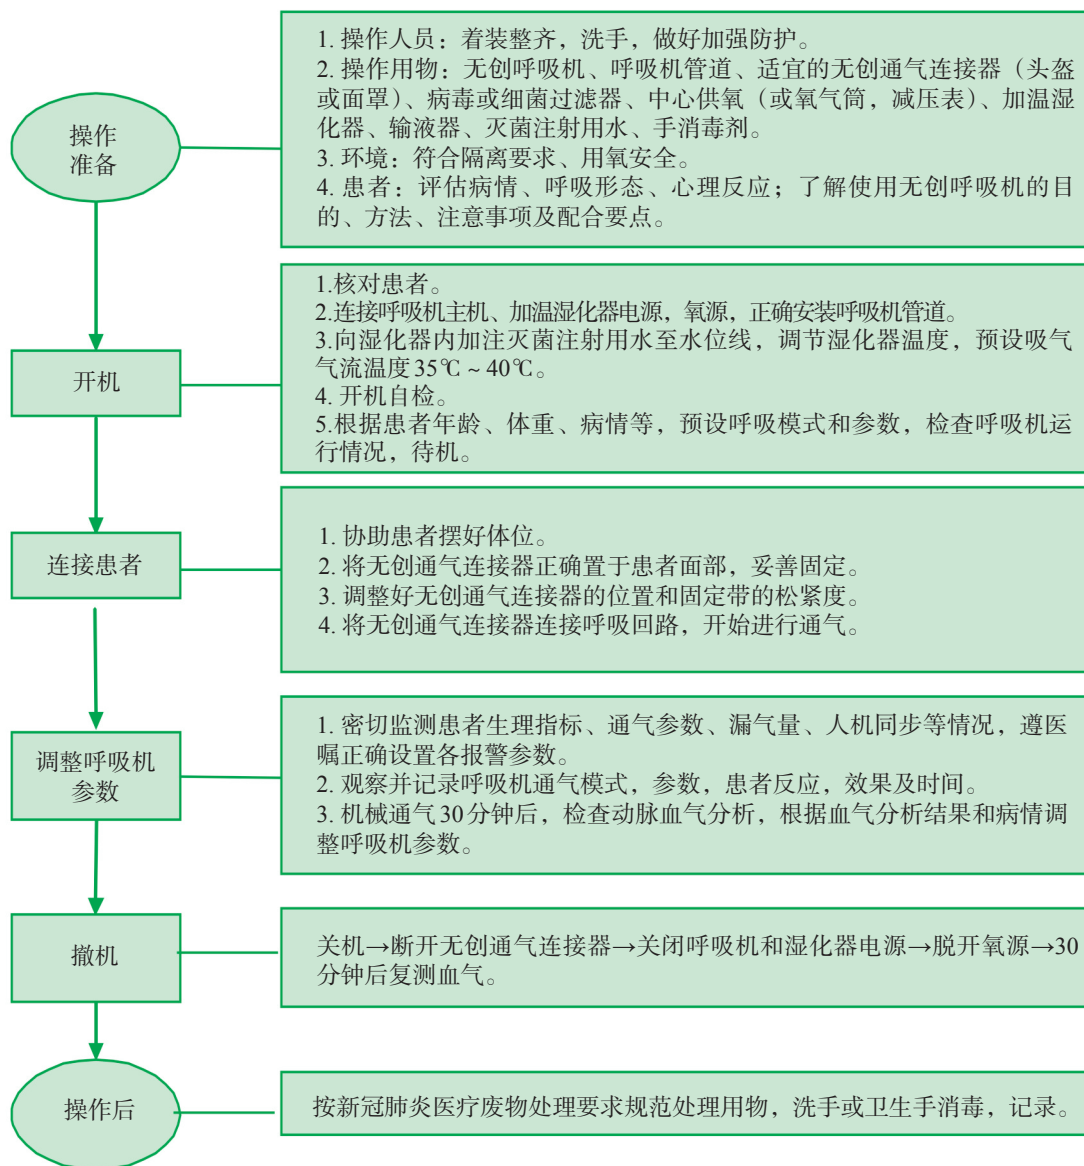 操作
准备
1. 操作人员：着装整齐，洗手，做好加强防护。
2. 操作用物：无创呼吸机、呼吸机管道、适宜的无创通气连接器（头盔
或面罩）、病毒或细菌过滤器、中心供氧（或氧气筒，减压表）、加温湿
化器、输液器、灭菌注射用水、手消毒剂。
3. 环境：符合隔离要求、用氧安全。
4. 患者：评估病情、呼吸形态、心理反应；了解使用无创呼吸机的目
的、方法、注意事项及配合要点。
开机
1.核对患者。
2.连接呼吸机主机、加温湿化器电源，氧源，正确安装呼吸机管道。
3.向湿化器内加注灭菌注射用水至水位线，调节湿化器温度，预设吸气
气流温度35℃～40℃。
4. 开机自检。
5.根据患者年龄、体重、病情等，预设呼吸模式和参数，检查呼吸机运
行情况，待机。
连接患者
1. 协助患者摆好体位。
2. 将无创通气连接器正确置于患者面部，妥善固定。
3. 调整好无创通气连接器的位置和固定带的松紧度。
4. 将无创通气连接器连接呼吸回路，开始进行通气。
调整呼吸机
参数
1. 密切监测患者生理指标、通气参数、漏气量、人机同步等情况，遵医
嘱正确设置各报警参数。
2. 观察并记录呼吸机通气模式，参数，患者反应，效果及时间。
3. 机械通气30分钟后，检查动脉血气分析，根据血气分析结果和病情调
整呼吸机参数。
撤机
关机→断开无创通气连接器→关闭呼吸机和湿化器电源→脱开氧源→30
分钟后复测血气。
操作后
按新冠肺炎医疗废物处理要求规范处理用物，洗手或卫生手消毒，记录。